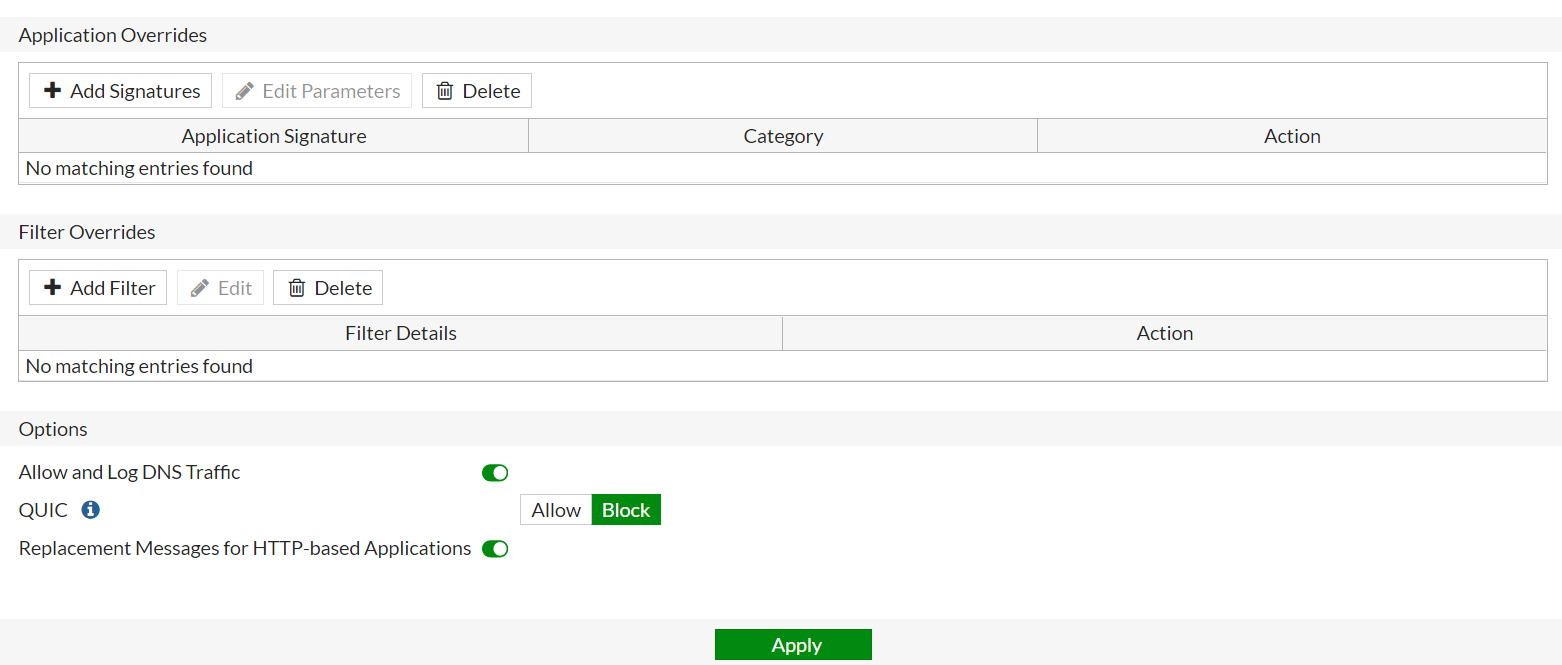 Application Overrides
Add Signatures Edit Parameters Delete
Application Signature Category Action
No matching entries found
Filter Overrides
Add Filter Edit Delete
Filter Details Action
No matching entries found
Options
Allow and Log DNS Traffic
QUIC Allow Block
Replacement Messages for HTTP-based Applications
Apply